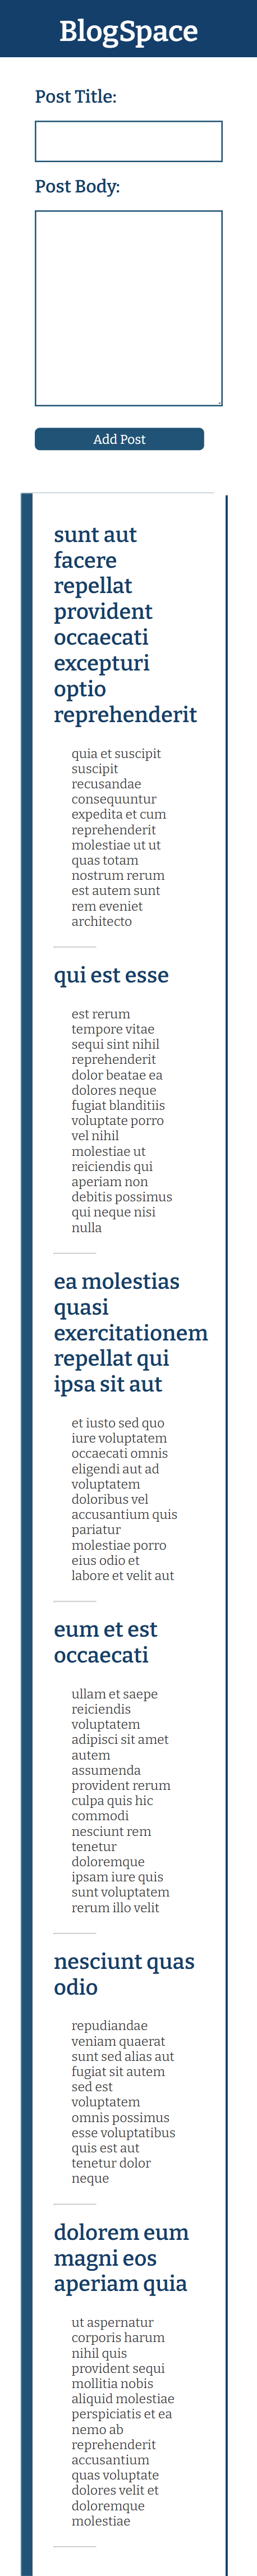 BlogSpace
Post Title:
Post Body:
Add Post
sunt aut
facere
repellat
provident
occaecati
excepturi
optio
reprehenderit
quia et suscipit
suscipit
recusandae
consequuntur
expedita et cum
reprehenderit
molestiae ut ut
quas totam
nostrum rerum
est autem sunt
rem eveniet
architecto
qui est esse
est rerum
tempore vitae
sequi sint nihil
reprehenderit
dolor beatae ea
dolores neque
fugiat blanditiis
voluptate porro
vel nihil
molestiae ut
reiciendis qui
aperiam non
debitis possimus
qui neque nisi
nulla
ea molestias
quasi
exercitationem
repellat qui
ipsa sit aut
et iusto sed quo
iure voluptatem
occaecati omnis
eligendi aut ad
voluptatem
doloribus vel
accusantium quis
pariatur
molestiae porro
eius odio et
labore et velit aut
eum et est
occaecati
ullam et saepe
reiciendis
voluptatem
adipisci sit amet
autem
assumenda
provident rerum
culpa quis hic
commodi
nesciunt rem
tenetur
doloremque
ipsam iure quis
sunt voluptatem
rerum illo velit
nesciunt quas
odio
repudiandae
veniam quaerat
sunt sed alias aut
fugiat sit autem
sed est
voluptatem
omnis possimus
esse voluptatibus
quis est aut
tenetur dolor
neque
dolorem eum
magni eos
aperiam quia
ut aspernatur
corporis harum
nihil quis
provident sequi
mollitia nobis
aliquid molestiae
perspiciatis et ea
nemo ab
reprehenderit
accusantium
quas voluptate
dolores velit et
doloremque
molestiae